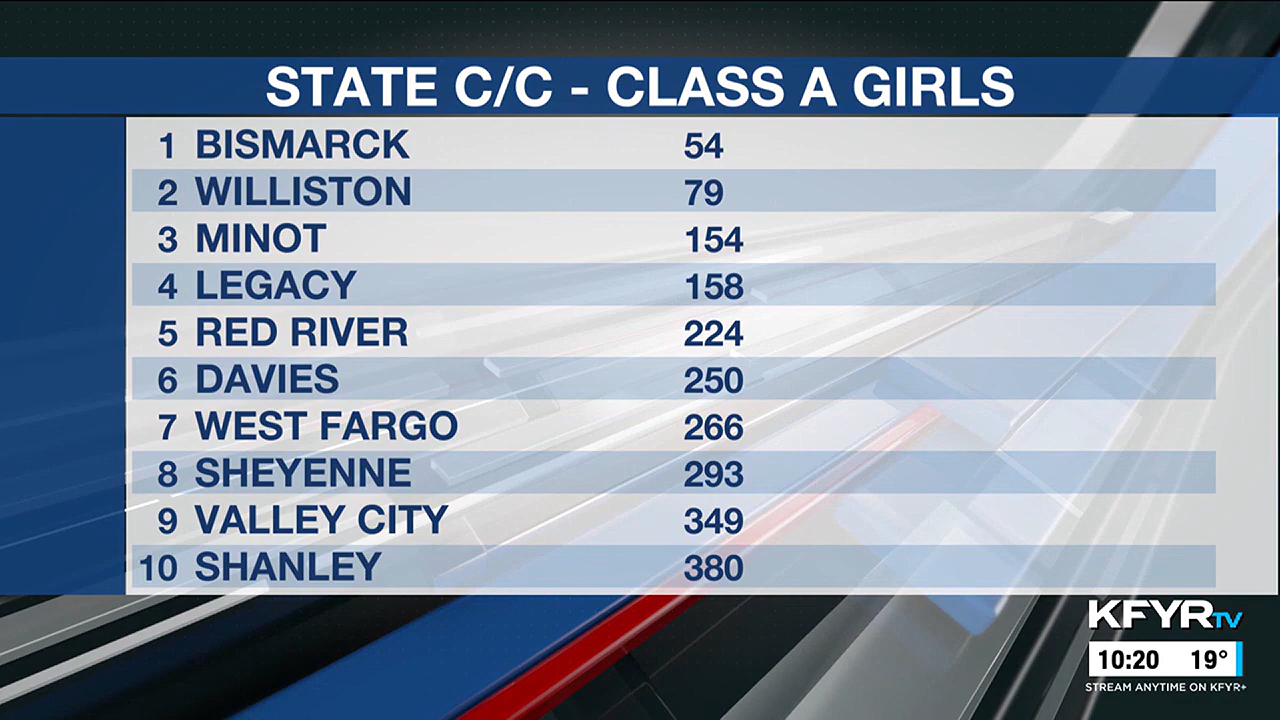 STATE C/C - CLASS A GIRLS
1 BISMARCK 54
2 WILLISTON 79
3 MINOT 154
4 LEGACY 158
5 RED RIVER 224
6 DAVIES 250
7 WEST FARGO 266
8 SHEYENNE 293
9 VALLEY CITY 349
10 SHANLEY 380
KFYRTV
10:20 19°
STREAM ANYTIME ON KFYR+